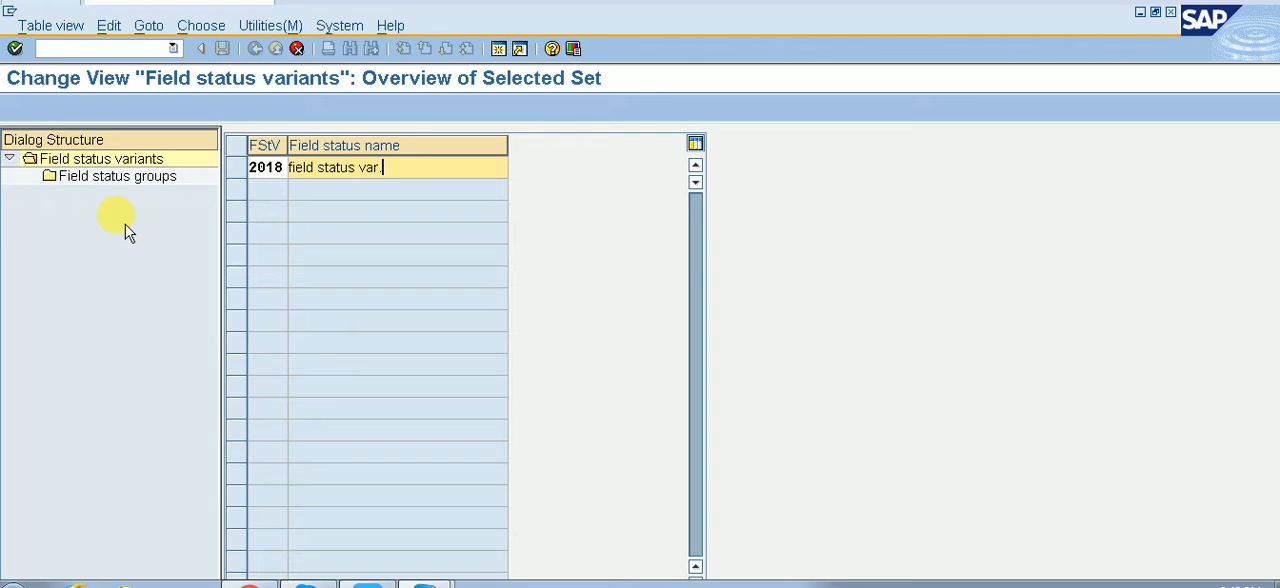 Table view Edit Goto Choose Utilities(M) System Help
SAP
Change View "Field status variants": Overview of Selected Set
Dialog Structure
Field status variants
Field status groups
FStV Field status name
2018 field status var.